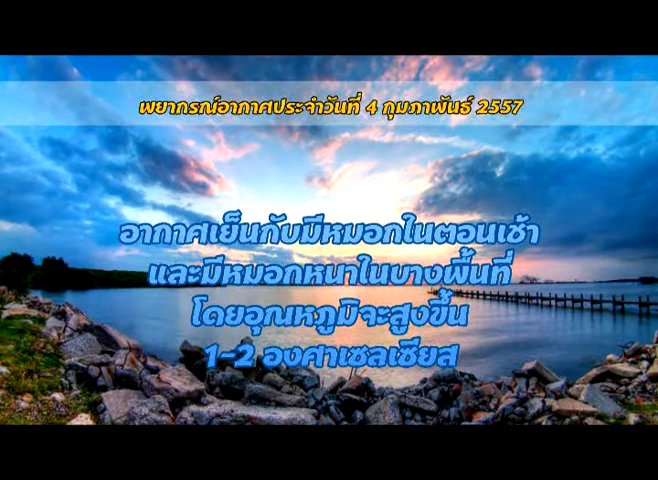 พยากรณ์อากาศประจำวันที่ 4 กุมภาพันธ์ 2557
อากาศเย็นกับมีหมอกในตอนเช้า
และมีหมอกหนาในบางพื้นที่
โดยอุณหภูมิจะสูงขึ้น
1-2 องศาเซลเซียส